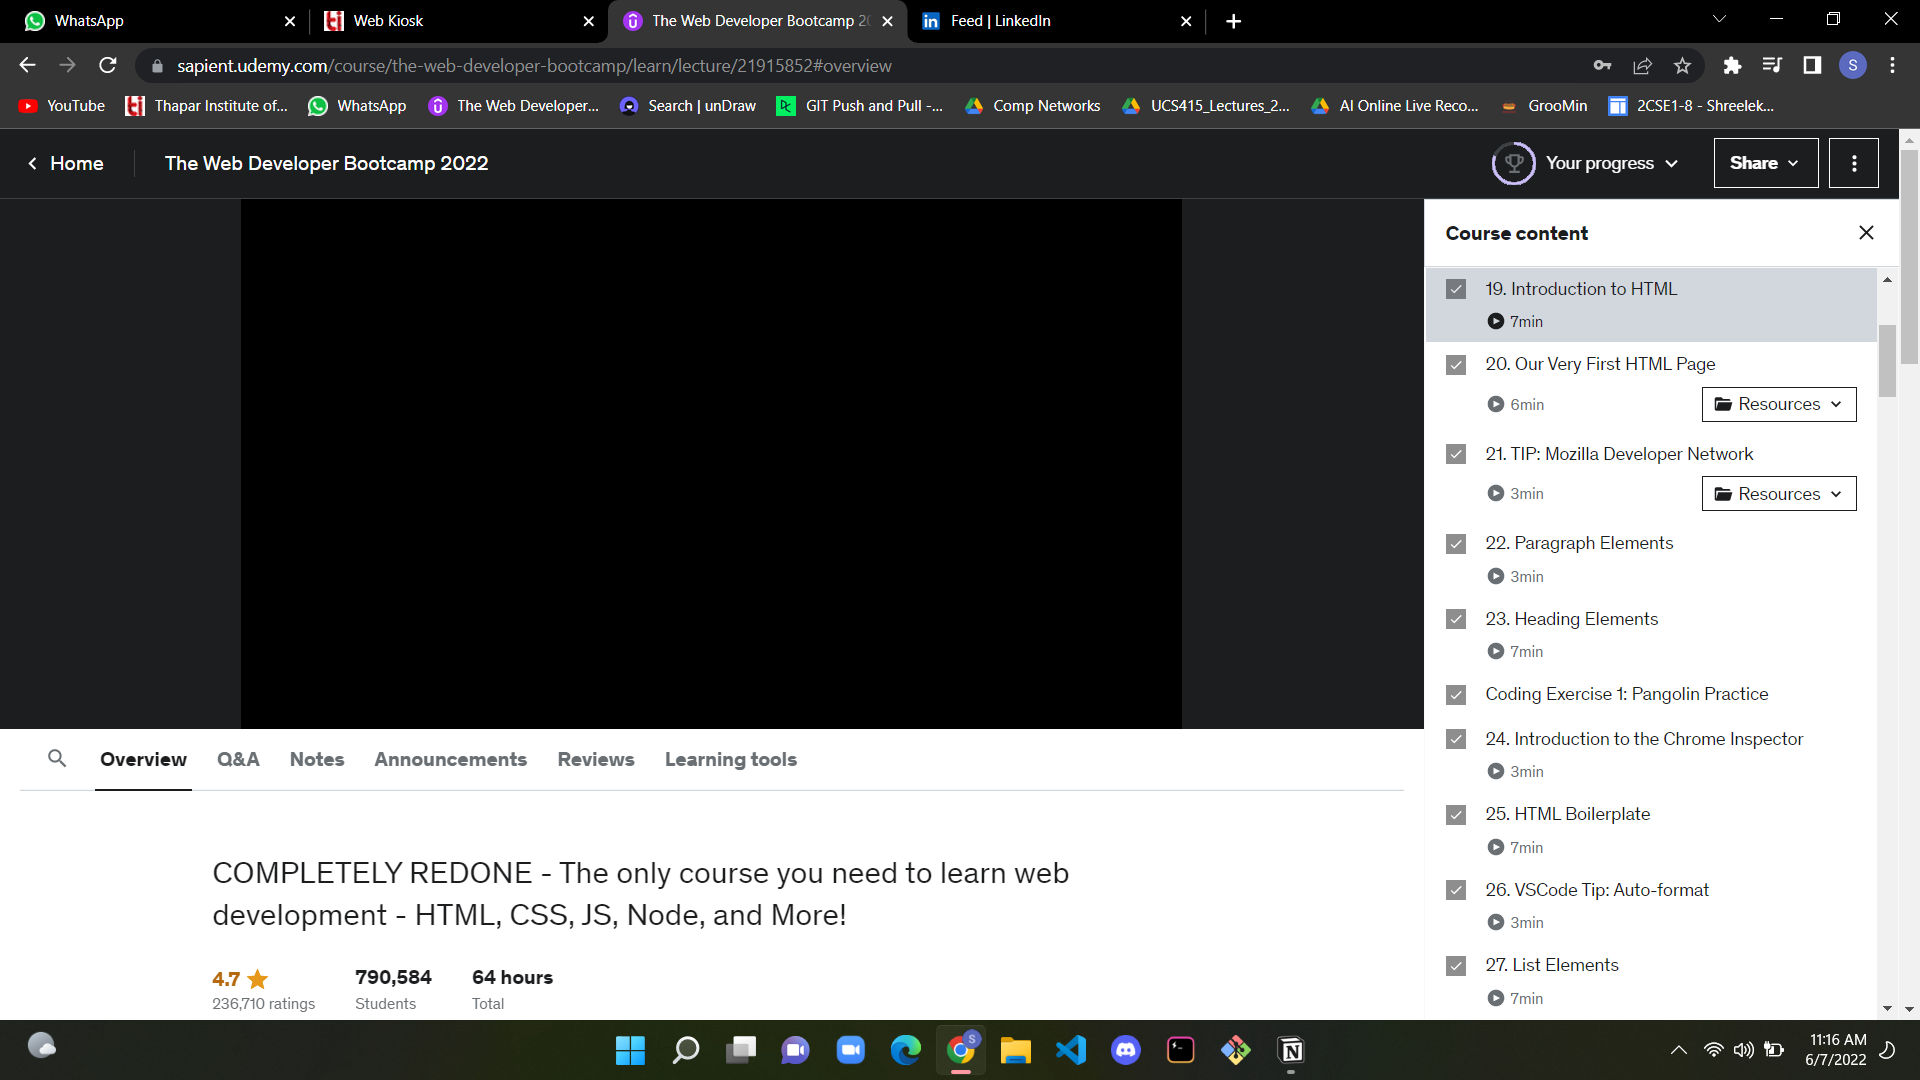 WhatsApp
Web Kiosk
The Web Developer Bootcamp 20
Feed | LinkedIn
sapient.udemy.com/course/the-web-developer-bootcamp/learn/lecture/21915852#overview
S
YouTube
Thapar Institute of...
WhatsApp
The Web Developer...
Search | unDraw
GIT Push and Pull -...
Comp Networks
UCS415_Lectures_2...
AI Online Live Reco...
GrooMin
2CSE1-8 - Shreelek...
Home
The Web Developer Bootcamp 2022
Your progress
Share
Course content
19. Introduction to HTML
7min
20. Our Very First HTML Page
6min
Resources
21. TIP: Mozilla Developer Network
3min
Resources
22. Paragraph Elements
3min
23. Heading Elements
7min
Coding Exercise 1: Pangolin Practice
24. Introduction to the Chrome Inspector
3min
25. HTML Boilerplate
7min
26. VSCode Tip: Auto-format
3min
27. List Elements
7min
Overview
Q&A
Notes
Announcements
Reviews
Learning tools
COMPLETELY REDONE - The only course you need to learn web
development - HTML, CSS, JS, Node, and More!
4.7
790,584
64 hours
236,710 ratings
Students
Total
11:16 AM
6/7/2022